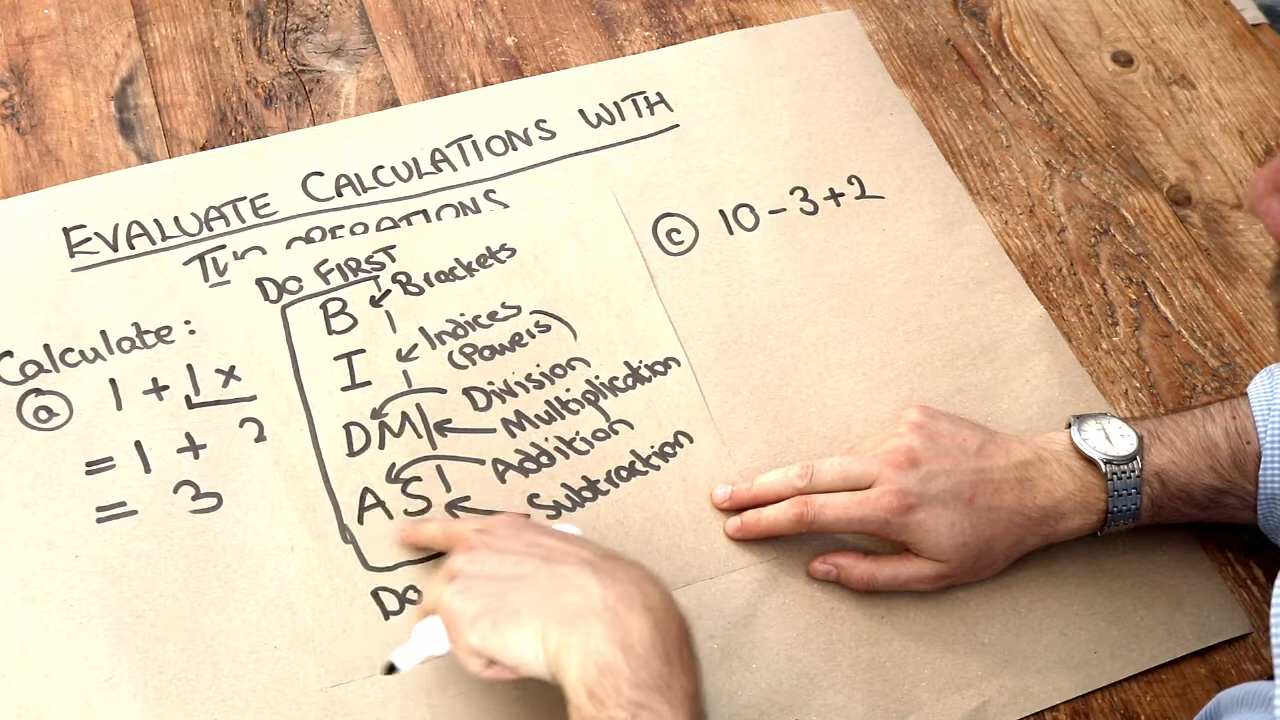 EVALUATE CALCULATIONS WITH
Calculate:
(a) 1 + 1 x
= 1 + 2
= 3
DO FIRST
B Brackets
I Indices
(Powers)
DM Division
Multiplication
AS Addition
Subtraction
Do
(c) 10 - 3 + 2